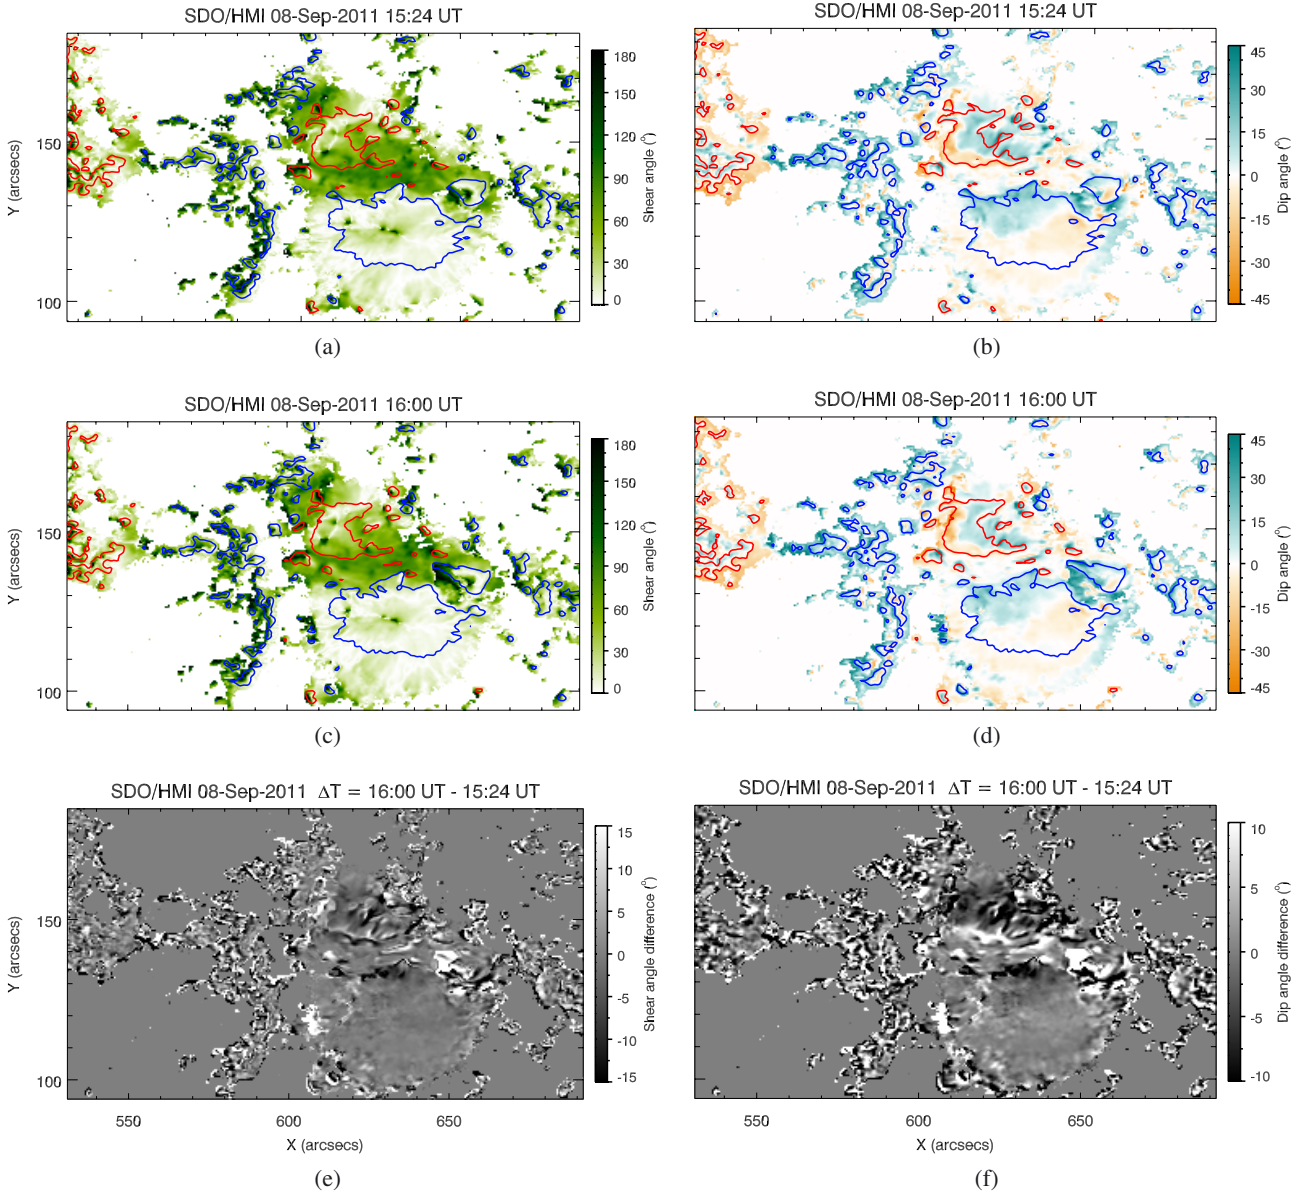 SDO/HMI 08-Sep-2011 15:24 UT
SDO/HMI 08-Sep-2011 15:24 UT
Y (arcsecs)
150
100
180
150
120
90
60
30
0
Shear angle (°)
45
30
15
0
-15
-30
-45
Dip angle (°)
(a)
(b)
SDO/HMI 08-Sep-2011 16:00 UT
SDO/HMI 08-Sep-2011 16:00 UT
Y (arcsecs)
150
100
180
150
120
90
60
30
0
Shear angle (°)
45
30
15
0
-15
-30
-45
Dip angle (°)
(c)
(d)
SDO/HMI 08-Sep-2011 ΔT = 16:00 UT - 15:24 UT
SDO/HMI 08-Sep-2011 ΔT = 16:00 UT - 15:24 UT
Y (arcsecs)
150
100
15
10
5
0
-5
-10
-15
Shear angle difference (°)
10
5
0
-5
-10
Dip angle difference (°)
550
600
650
550
600
650
X (arcsecs)
X (arcsecs)
(e)
(f)